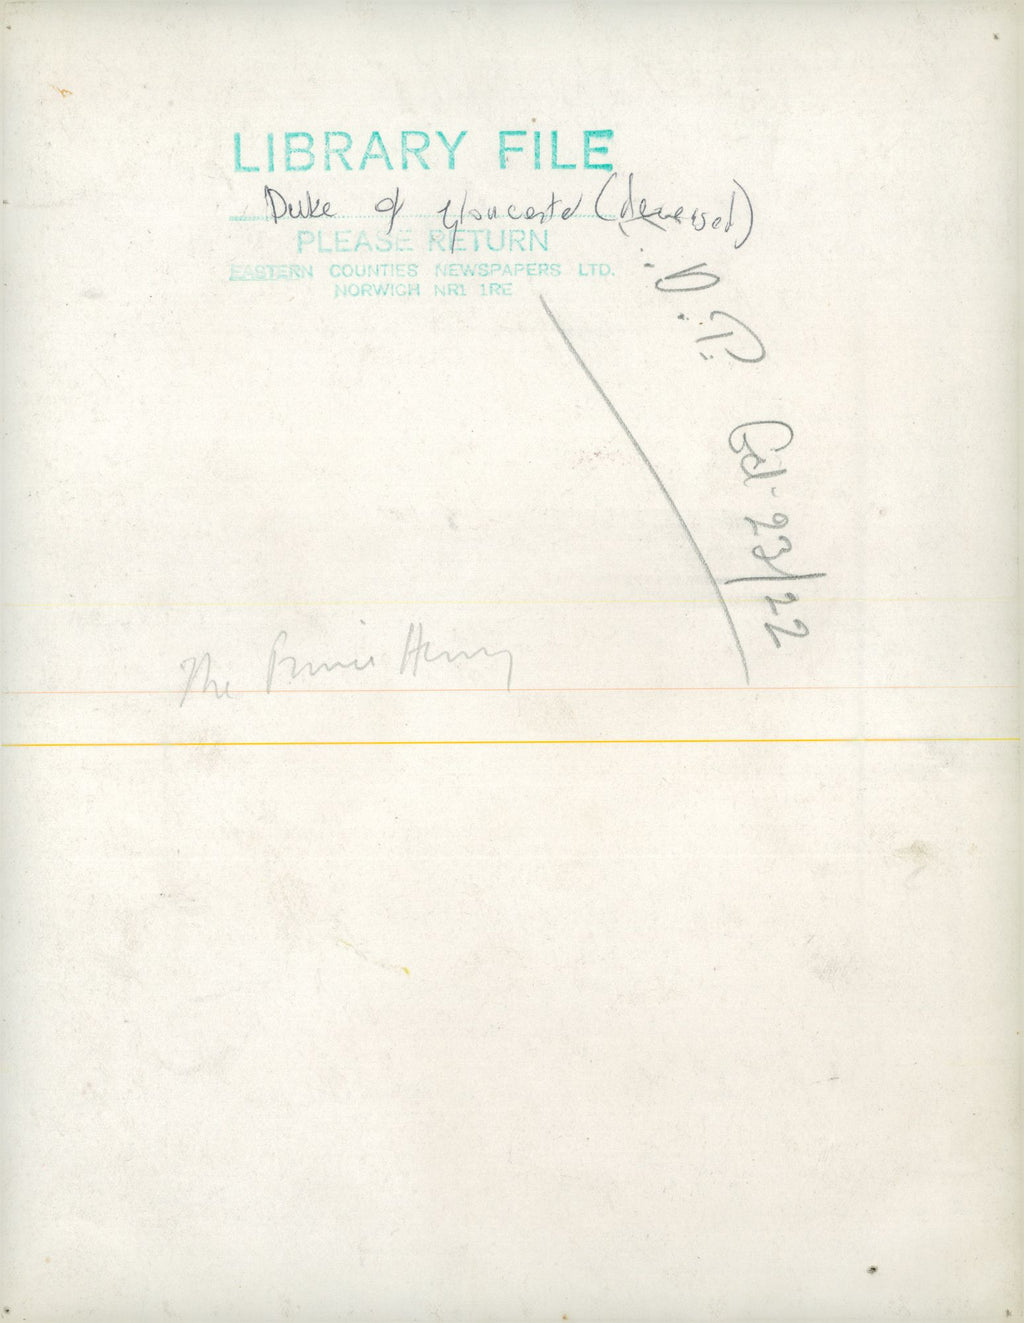 LIBRARY FILE
Duke of Gloucester (deceased)
PLEASE RETURN
EASTERN COUNTIES NEWSPAPERS LTD.
NORWICH NR1 1RE
23/22
The Prince Henry